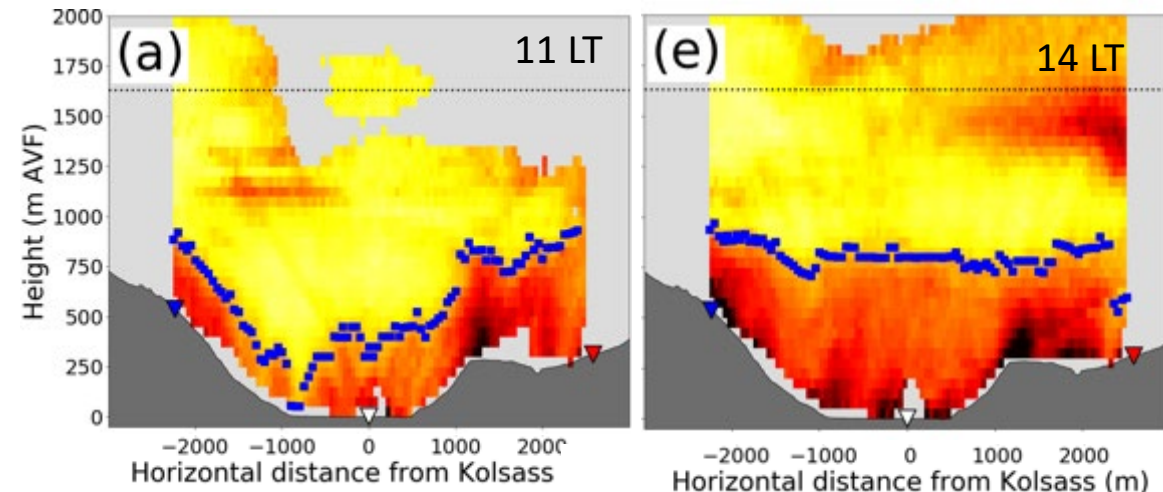 (a)
11 LT
(e)
14 LT
Height (m AVF)
2000
1750
1500
1250
1000
750
500
250
0
−2000 −1000 0 1000 2000
−2000 −1000 0 1000 2000
Horizontal distance from Kolsass
Horizontal distance from Kolsass (m)